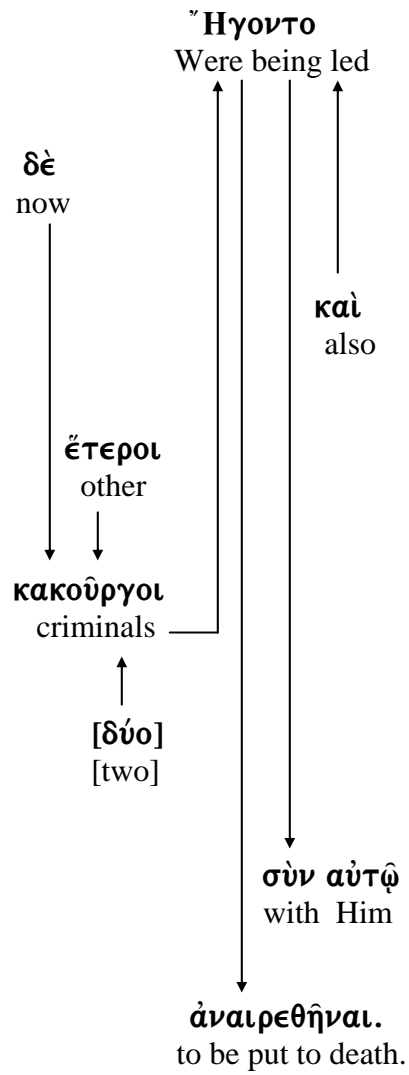 Ἤγοντο
Were being led
δὲ
now
καὶ
also
ἕτεροι
other
κακοῦργοι
criminals
[δύο]
[two]
σὺν αὐτῷ
with Him
ἀναιρεθῆναι.
to be put to death.